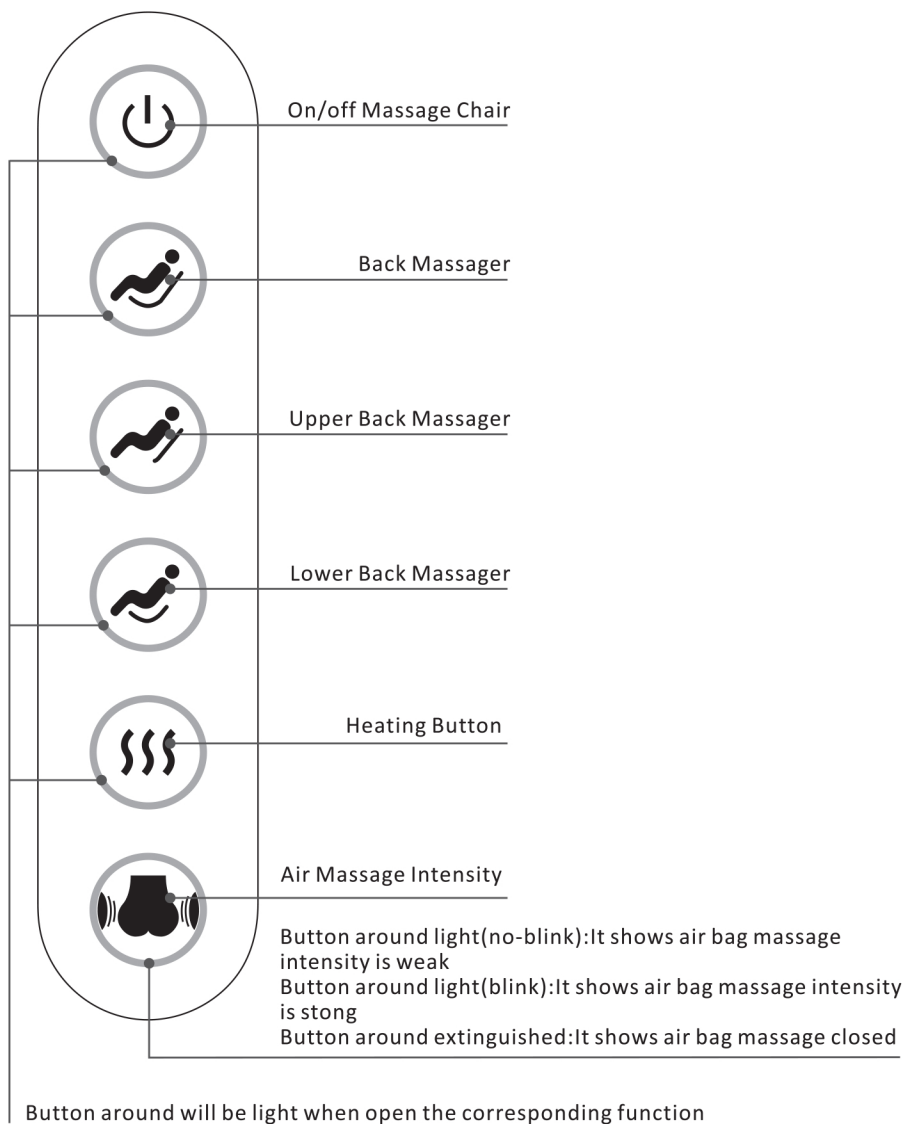 On/off Massage Chair
Back Massager
Upper Back Massager
Lower Back Massager
Heating Button
Air Massage Intensity
Button around light(no-blink):It shows air bag massage
intensity is weak
Button around light(blink):It shows air bag massage intensity
is stong
Button around extinguished:It shows air bag massage closed
Button around will be light when open the corresponding function